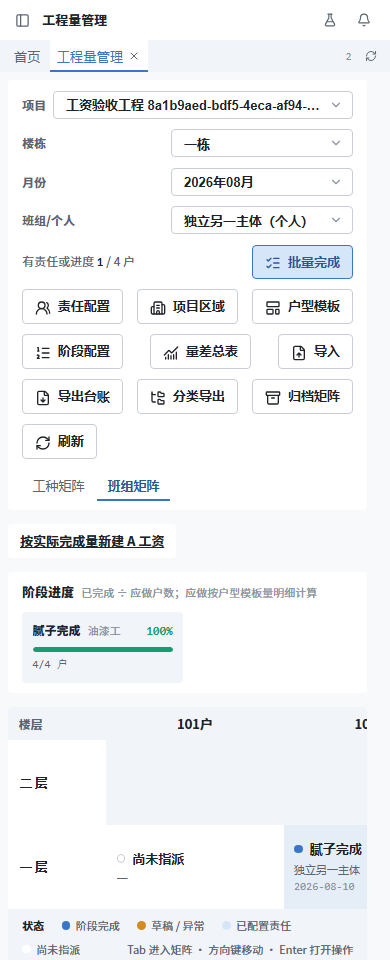 工程量管理
首页 工程量管理 × 2
项目 工资验收工程 8a1b9aed-bdf5-4eca-af94-...
楼栋 一栋
月份 2026年08月
班组/个人 独立另一主体（个人）
有责任或进度 1 / 4 户 批量完成
责任配置 项目区域 户型模板
阶段配置 量差总表 导入
导出台账 分类导出 归档矩阵
刷新
工种矩阵 班组矩阵
按实际完成量新建 A 工资
阶段进度 已完成 ÷ 应做户数；应做按户型模板量明细计算
腻子完成 油漆工 100%
4/4 户
楼层 101户 10
二层
一层 尚未指派 腻子完成
— 独立另一主体
2026-08-10
状态 阶段完成 草稿 / 异常 已配置责任
尚未指派 Tab 进入矩阵 · 方向键移动 · Enter 打开操作